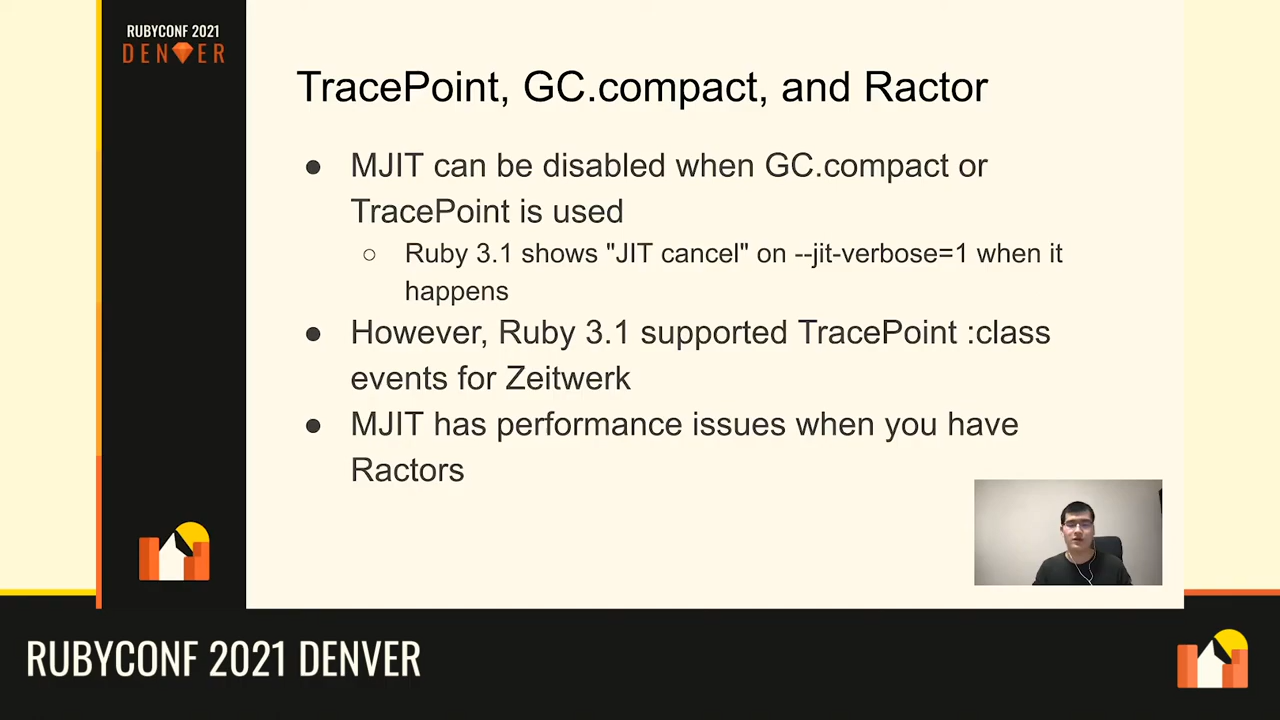 RUBYCONF 2021
DENVER
TracePoint, GC.compact, and Ractor
● MJIT can be disabled when GC.compact or
TracePoint is used
○ Ruby 3.1 shows "JIT cancel" on --jit-verbose=1 when it
happens
● However, Ruby 3.1 supported TracePoint :class
events for Zeitwerk
● MJIT has performance issues when you have
Ractors
RUBYCONF 2021 DENVER